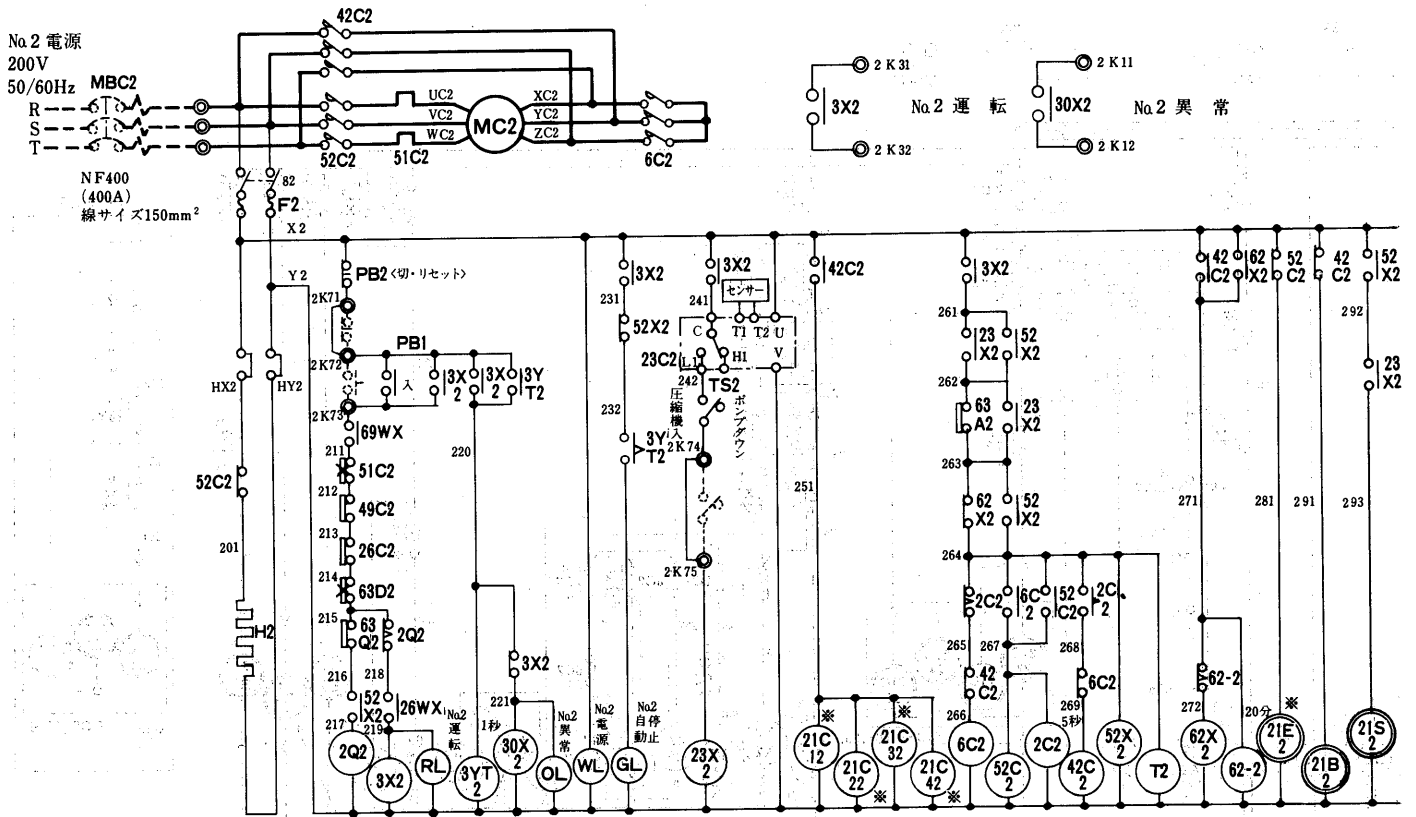 42C2
No.2 電源
200V
50/60Hz
MBC2
R
S
T
UC2
VC2
WC2
MC2
XC2
YC2
ZC2
52C2
51C2
6C2
3X2
2K31
2K32
No.2 運転
30X2
2K11
2K12
No.2 異常
NF400
(400A)
線サイズ150mm²
82
F2
X2
Y2
PB2〈切・リセット〉
2K71
2K72
2K73
PB1
入
3X
2
3X
2
3Y
T2
69WX
211
51C2
212
49C2
213
26C2
214
63D2
215
63
Q2
2Q2
216
218
52
X2
26WX
217
219
2Q2
3X2
RL
No.2
運転
220
3YT
2
1秒
3X2
221
30X
2
OL
No.2
異常
WL
No.2
電源
GL
No.2
自動
停止
HX2
HY2
52C2
201
H2
3X2
231
52X2
232
3Y
T2
3X2
241
センサー
C
T1
T2
U
V
23C2
L1
H1
242
TS2
圧縮機入
ポンプダウン
2K74
2K75
23X
2
42C2
251
21C
12
※
21C
22
※
21C
32
※
21C
42
※
3X2
261
23
X2
52
X2
262
63
A2
23
X2
263
62
X2
52
X2
264
2C2
6C
2
52
C2
2C
2
265
267
268
42
C2
6C2
266
269
5秒
6C2
52C
2
2C2
42C
2
52X
2
T2
42
C2
62
X2
52
C2
42
C2
52
X2
271
281
291
292
23
X2
293
62-2
272
62X
2
62-2
20分
※
21E
2
21B
2
21S
2